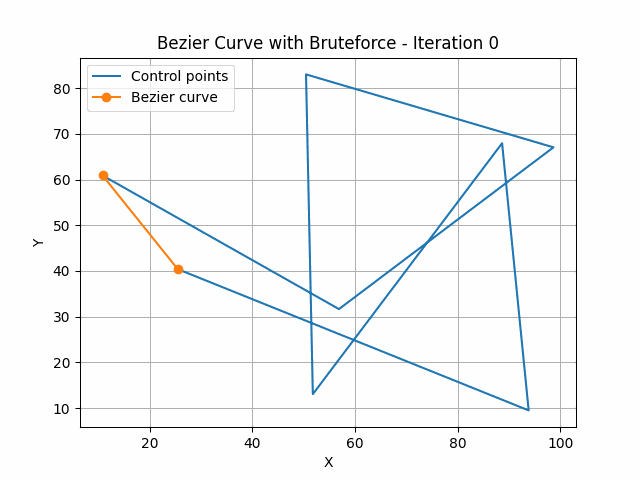 Bezier Curve with Bruteforce - Iteration 0
Control points
Bezier curve
80
70
60
50
40
30
20
10
Y
20 40 60 80 100
X